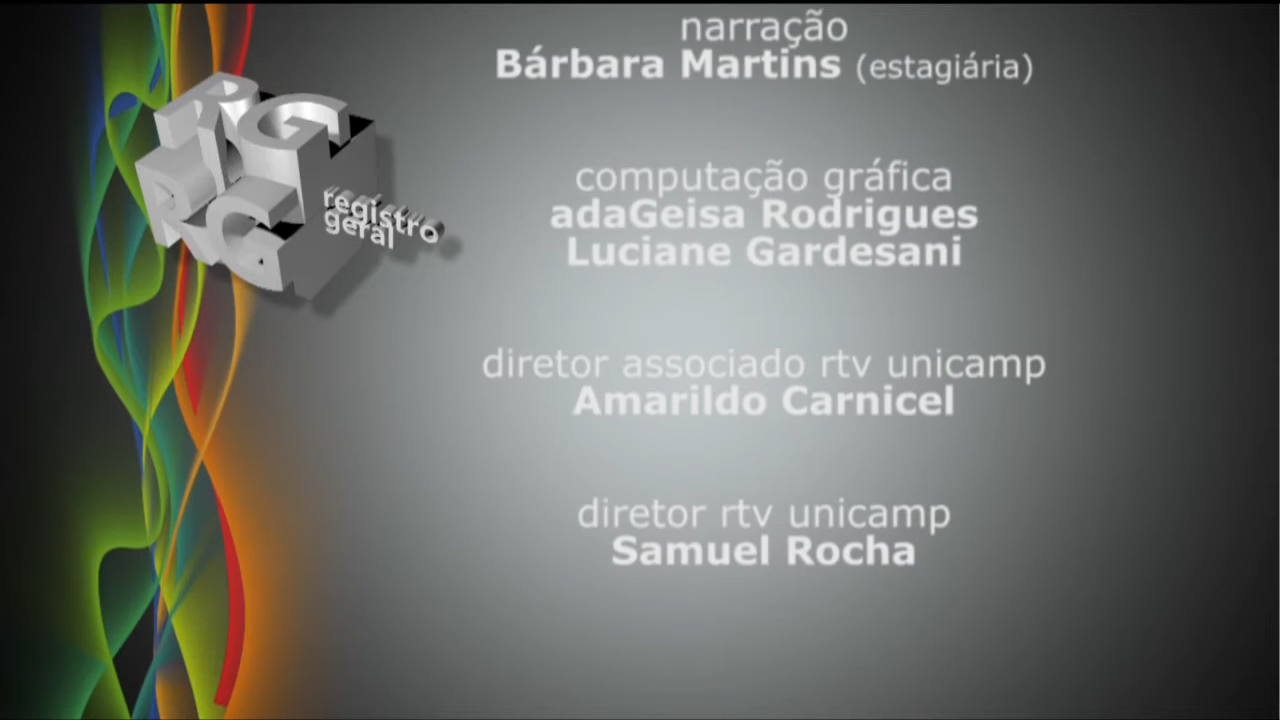 narração
Bárbara Martins (estagiária)
computação gráfica
adaGeisa Rodrigues
Luciane Gardesani
diretor associado rtv unicamp
Amarildo Carnicel
diretor rtv unicamp
Samuel Rocha
RG
RG
registro
geral